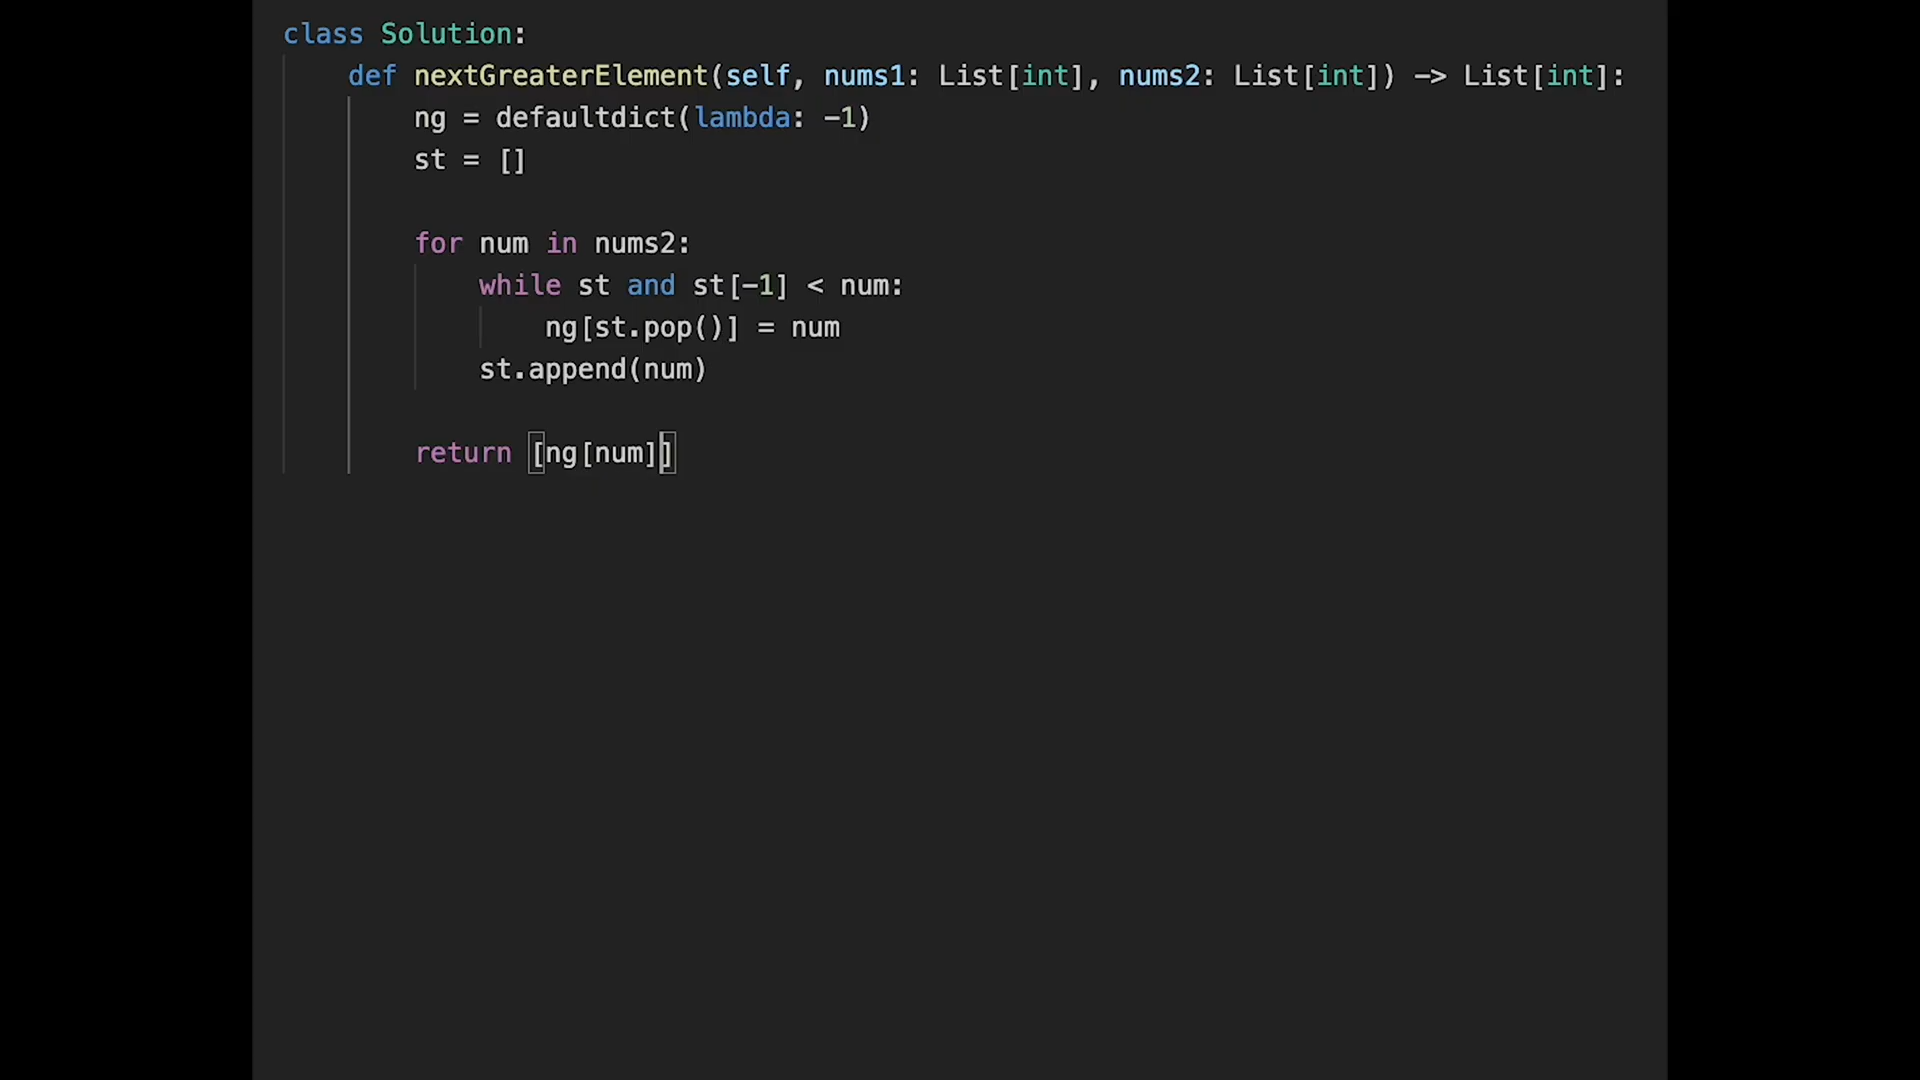 class Solution:
    def nextGreaterElement(self, nums1: List[int], nums2: List[int]) -> List[int]:
        ng = defaultdict(lambda: -1)
        st = []

        for num in nums2:
            while st and st[-1] < num:
                ng[st.pop()] = num
            st.append(num)

        return [ng[num]]